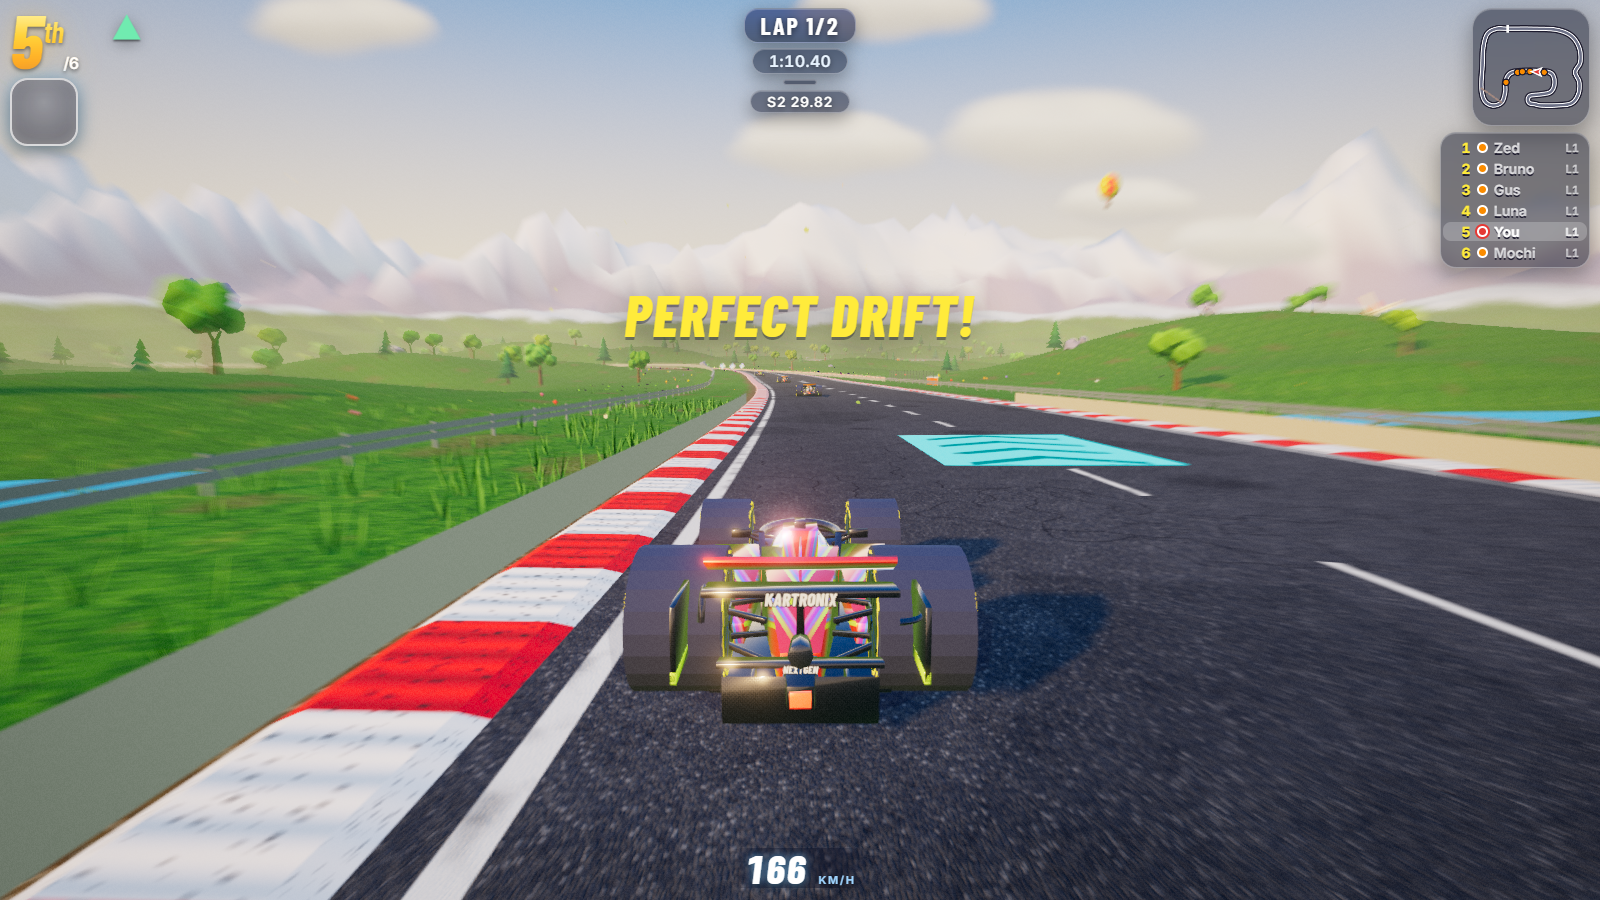 5th
/6
LAP 1/2
1:10.40
S2 29.82
1 Zed L1
2 Bruno L1
3 Gus L1
4 Luna L1
5 You L1
6 Mochi L1
PERFECT DRIFT!
KARTRONIX
NEXTGEN
166 KM/H